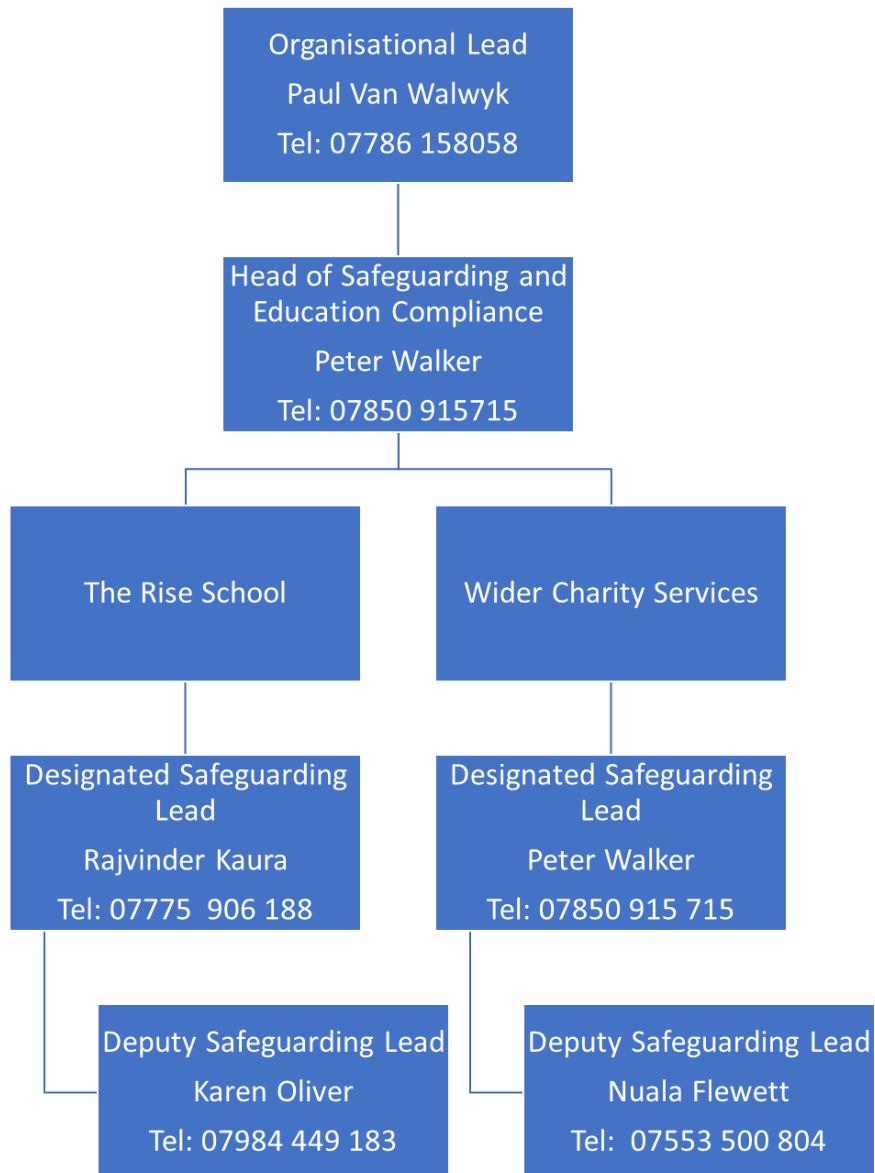 Organisational Lead
Paul Van Walwyk
Tel: 07786 158058
Head of Safeguarding and
Education Compliance
Peter Walker
Tel: 07850 915715
The Rise School
Wider Charity Services
Designated Safeguarding
Lead
Rajvinder Kaura
Tel: 07775  906 188
Designated Safeguarding
Lead
Peter Walker
Tel: 07850 915 715
Deputy Safeguarding Lead
Karen Oliver
Tel: 07984 449 183
Deputy Safeguarding Lead
Nuala Flewett
Tel:  07553 500 804